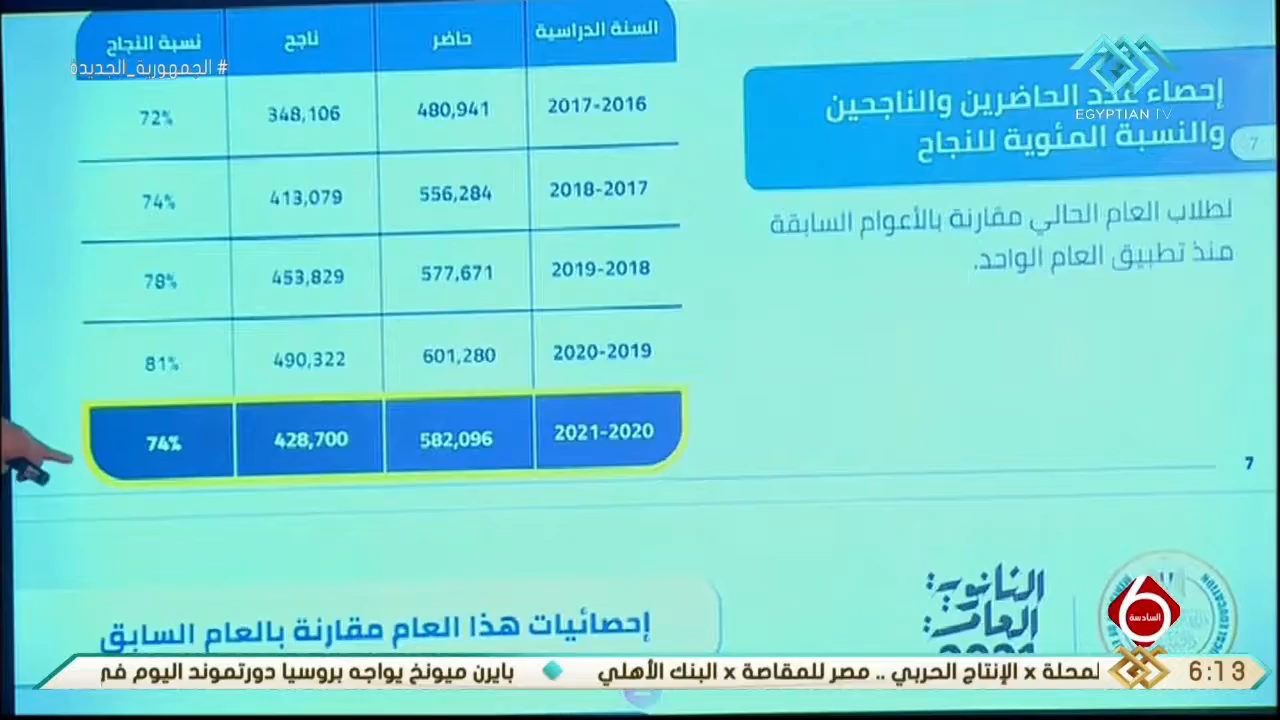 إحصاء عدد الحاضرين والناجحين
والنسبة المئوية للنجاح
7
لطلاب العام الحالي مقارنة بالأعوام السابقة
منذ تطبيق العام الواحد.
السنة الدراسية حاضر ناجح نسبة النجاح
2017-2016 480,941 348,106 72%
2018-2017 556,284 413,079 74%
2019-2018 577,671 453,829 78%
2020-2019 601,280 490,322 81%
2021-2020 582,096 428,700 74%
7
#الجمهورية_الجديدة
EGYPTIAN TV
الثانوية
العامة
2021
إحصائيات هذا العام مقارنة بالعام السابق
السادسة
6:13
لمحلة x الإنتاج الحربي .. مصر للمقاصة x البنك الأهلي
بايرن ميونخ يواجه بروسيا دورتموند اليوم في